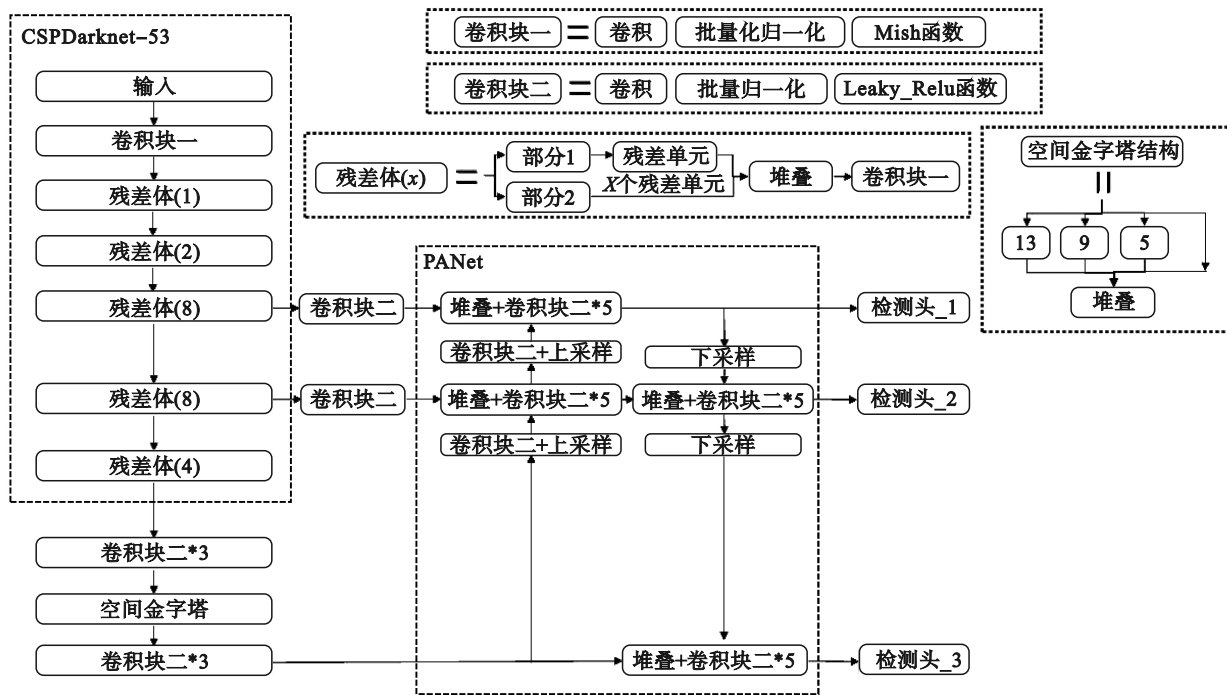 CSPDarknet-53
输入
卷积块一
残差体(1)
残差体(2)
残差体(8)
残差体(8)
残差体(4)
卷积块二*3
空间金字塔
卷积块二*3
卷积块一 = 卷积 批量化归一化 Mish函数
卷积块二 = 卷积 批量归一化 Leaky_Relu函数
残差体(x) = 部分1 残差单元 堆叠 卷积块一
部分2 X个残差单元
空间金字塔结构
=
13 9 5
堆叠
PANet
卷积块二 堆叠+卷积块二*5 检测头_1
卷积块二+上采样 下采样
卷积块二 堆叠+卷积块二*5 堆叠+卷积块二*5 检测头_2
卷积块二+上采样 下采样
堆叠+卷积块二*5 检测头_3